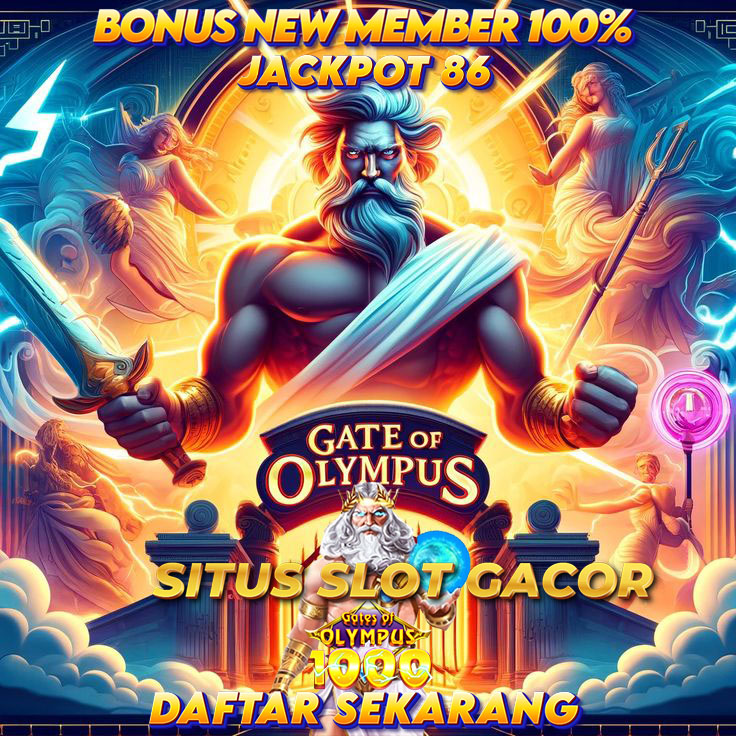 BONUS NEW MEMBER 100%
JACKPOT 86
GATE OF
OLYMPUS
SITUS SLOT GACOR
Gates of
OLYMPUS
1000
DAFTAR SEKARANG